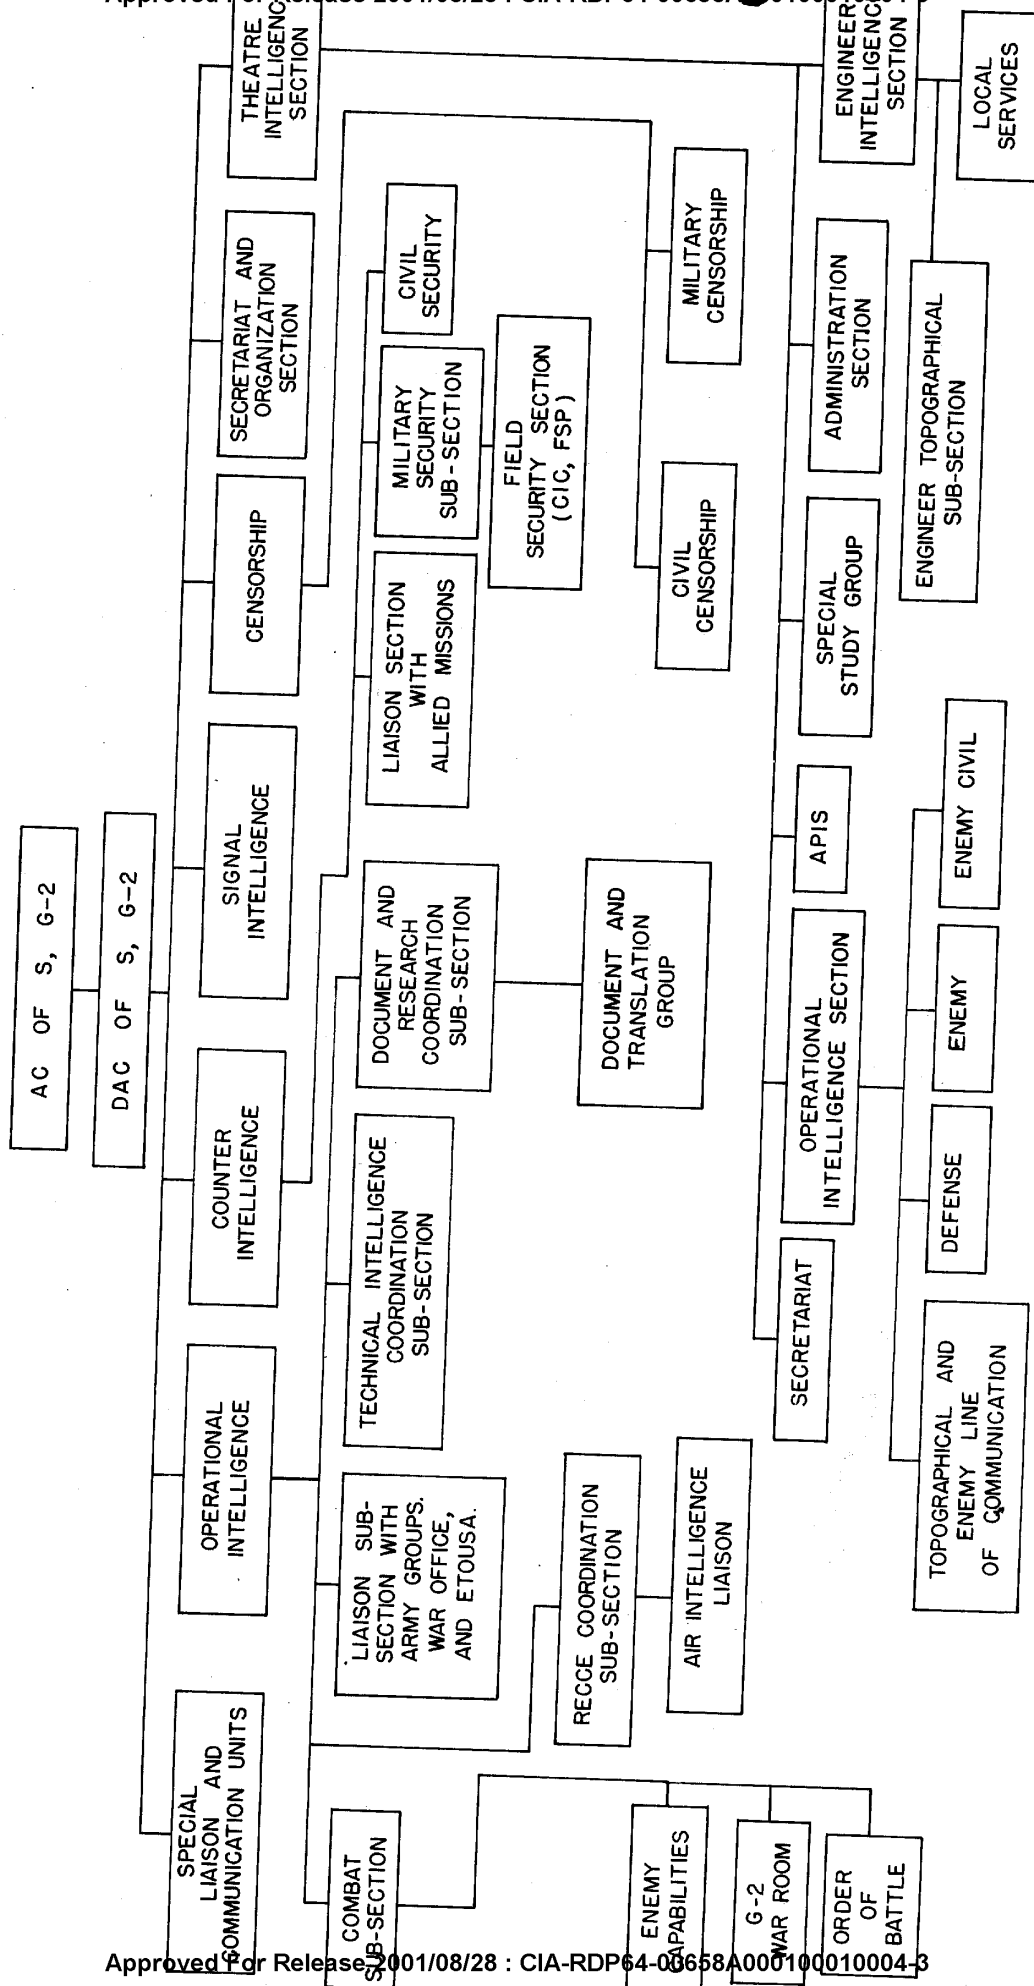 AC OF S, G-2
DAC OF S, G-2
SPECIAL
LIAISON AND
COMMUNICATION UNITS
OPERATIONAL
INTELLIGENCE
COUNTER
INTELLIGENCE
SIGNAL
INTELLIGENCE
CENSORSHIP
SECRETARIAT AND
ORGANIZATION
SECTION
THEATRE
INTELLIGENCE
SECTION
COMBAT
SUB-SECTION
LIAISON SUB-
SECTION WITH
ARMY GROUPS.
WAR OFFICE,
AND ETOUSA.
TECHNICAL INTELLIGENCE
COORDINATION
SUB-SECTION
DOCUMENT AND
RESEARCH
COORDINATION
SUB-SECTION
LIAISON SECTION
WITH
ALLIED MISSIONS
MILITARY
SECURITY
SUB-SECTION
CIVIL
SECURITY
FIELD
SECURITY SECTION
(CIC, FSP)
RECCE COORDINATION
SUB-SECTION
AIR INTELLIGENCE
LIAISON
DOCUMENT AND
TRANSLATION
GROUP
CIVIL
CENSORSHIP
MILITARY
CENSORSHIP
ENEMY
CAPABILITIES
G-2
WAR ROOM
ORDER
OF
BATTLE
SECRETARIAT
OPERATIONAL
INTELLIGENCE SECTION
APIS
SPECIAL
STUDY GROUP
ADMINISTRATION
SECTION
ENGINEER
INTELLIGENCE
SECTION
TOPOGRAPHICAL AND
ENEMY LINE
OF COMMUNICATION
DEFENSE
ENEMY
ENEMY CIVIL
ENGINEER TOPOGRAPHICAL
SUB-SECTION
LOCAL
SERVICES
Approved For Release 2001/08/28 : CIA-RDP64-00658A000100010004-3